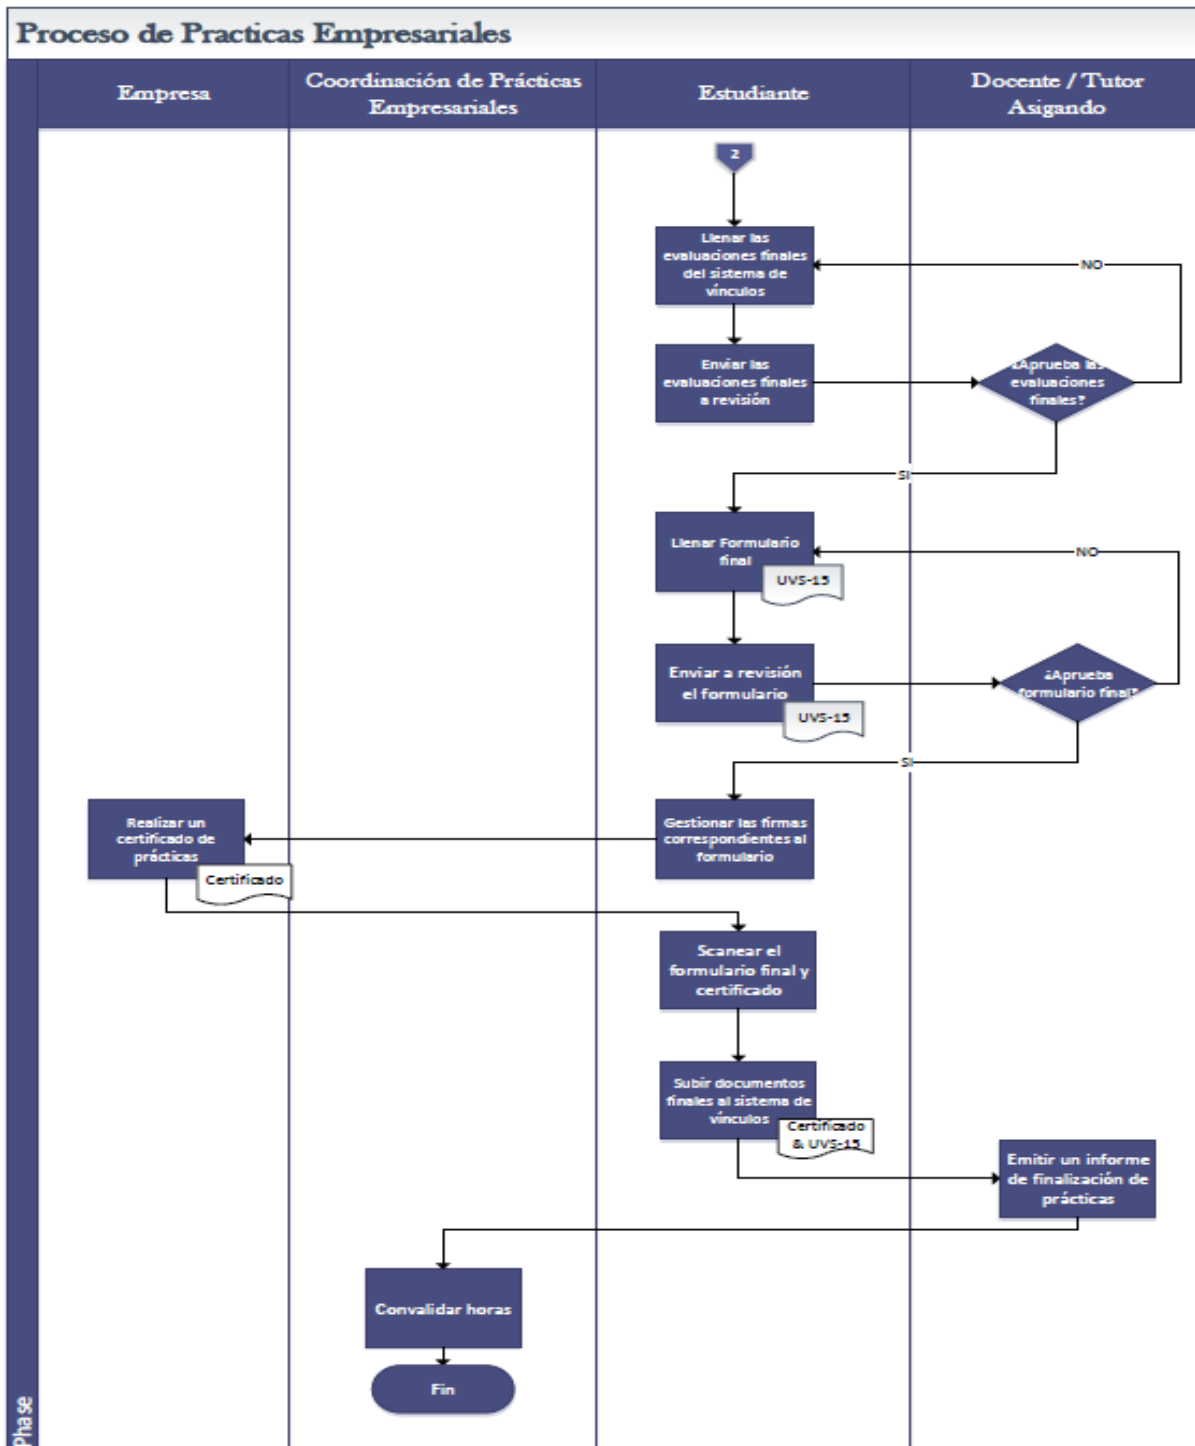 Proceso de Practicas Empresariales
Empresa
Coordinación de Prácticas
Empresariales
Estudiante
Docente / Tutor
Asigando
2
Llenar las
evaluaciones finales
del sistema de
vínculos
NO
Enviar las
evaluaciones finales
a revisión
¿Aprueba las
evaluaciones
finales?
SI
Llenar Formulario
final
UVS-15
NO
Enviar a revisión
el formulario
UVS-15
¿Aprueba
formulario final?
SI
Realizar un
certificado de
prácticas
Certificado
Gestionar las firmas
correspondientes al
formulario
Scanear el
formulario final y
certificado
Subir documentos
finales al sistema de
vínculos
Certificado
& UVS-15
Emitir un informe
de finalización de
prácticas
Convalidar horas
Fin
Phase